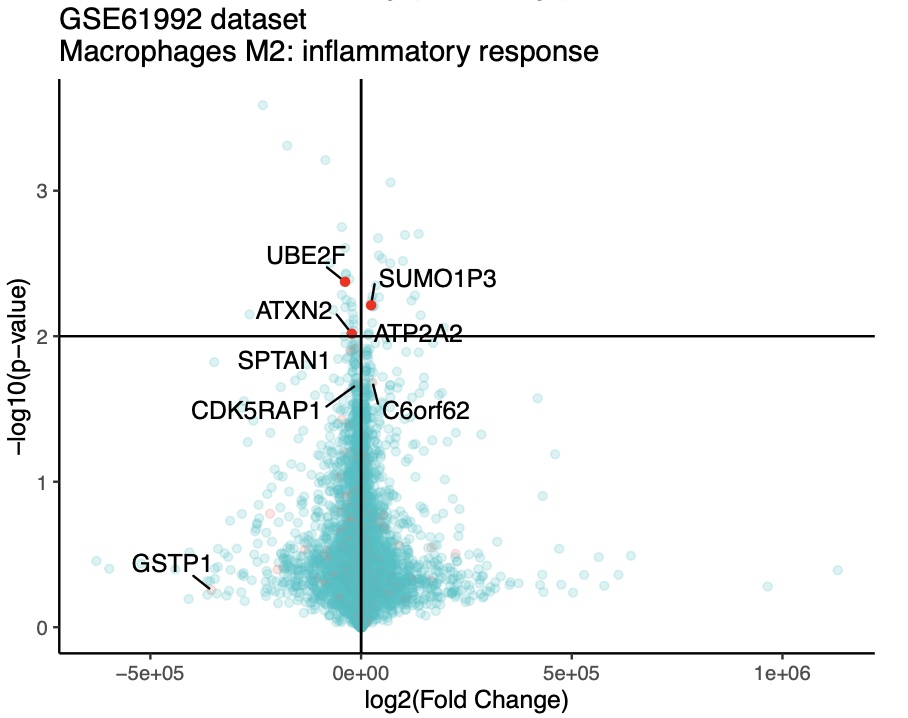 GSE61992 dataset
Macrophages M2: inflammatory response
−log10(p−value)
3
2
1
0
UBE2F
SUMO1P3
ATXN2
ATP2A2
SPTAN1
CDK5RAP1
C6orf62
GSTP1
−5e+05
0e+00
5e+05
1e+06
log2(Fold Change)